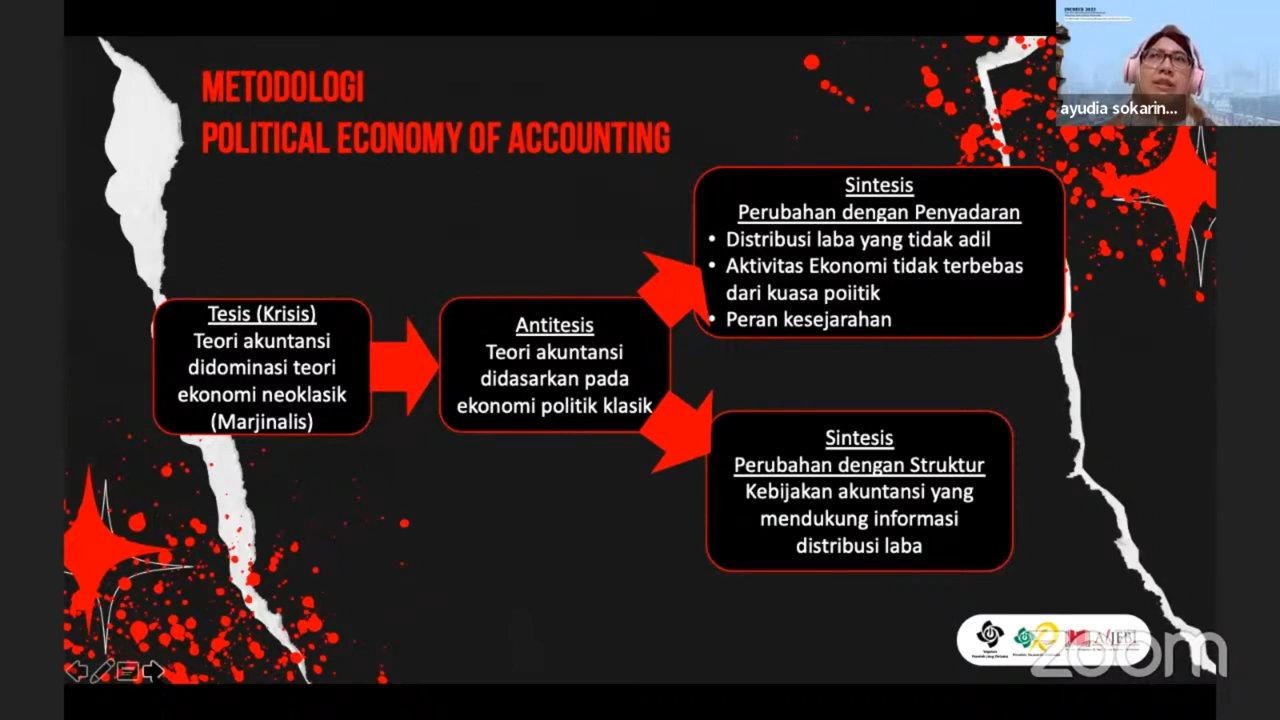 METODOLOGI
POLITICAL ECONOMY OF ACCOUNTING
ayudia sokarin...
Tesis (Krisis)
Teori akuntansi
didominasi teori
ekonomi neoklasik
(Marjinalis)
Antitesis
Teori akuntansi
didasarkan pada
ekonomi politik klasik
Sintesis
Perubahan dengan Penyadaran
• Distribusi laba yang tidak adil
• Aktivitas Ekonomi tidak terbebas
dari kuasa poiitik
• Peran kesejarahan
Sintesis
Perubahan dengan Struktur
Kebijakan akuntansi yang
mendukung informasi
distribusi laba
zoom